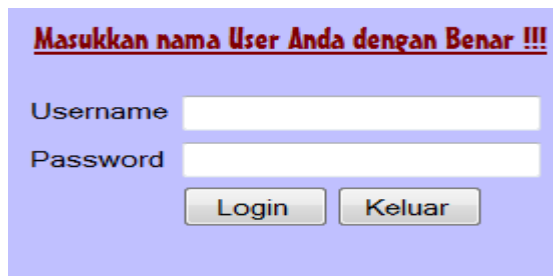 Masukkan nama User Anda dengan Benar !!!
Username
Password
Login Keluar